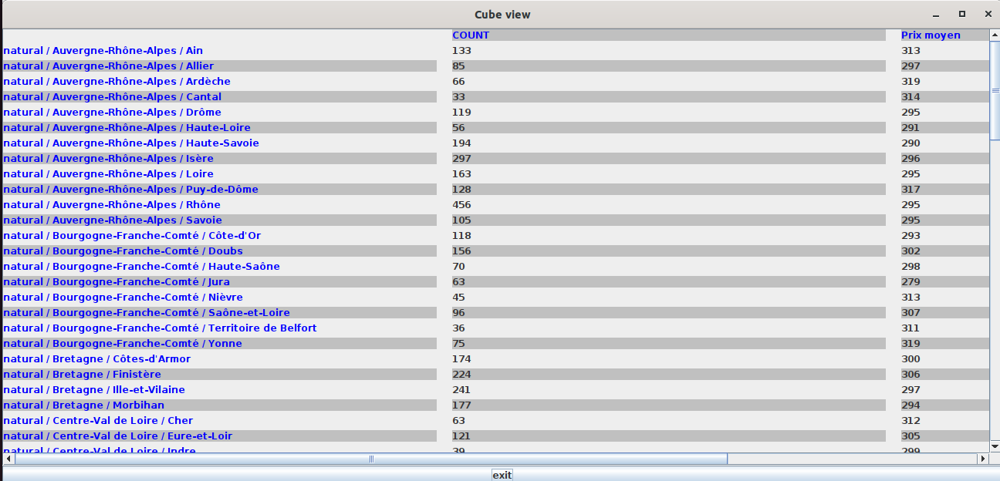 Cube view
COUNT Prix moyen
natural / Auvergne-Rhône-Alpes / Ain 133 313
natural / Auvergne-Rhône-Alpes / Allier 85 297
natural / Auvergne-Rhône-Alpes / Ardèche 66 319
natural / Auvergne-Rhône-Alpes / Cantal 33 314
natural / Auvergne-Rhône-Alpes / Drôme 119 295
natural / Auvergne-Rhône-Alpes / Haute-Loire 56 291
natural / Auvergne-Rhône-Alpes / Haute-Savoie 194 290
natural / Auvergne-Rhône-Alpes / Isère 297 296
natural / Auvergne-Rhône-Alpes / Loire 163 295
natural / Auvergne-Rhône-Alpes / Puy-de-Dôme 128 317
natural / Auvergne-Rhône-Alpes / Rhône 456 295
natural / Auvergne-Rhône-Alpes / Savoie 105 295
natural / Bourgogne-Franche-Comté / Côte-d'Or 118 293
natural / Bourgogne-Franche-Comté / Doubs 156 302
natural / Bourgogne-Franche-Comté / Haute-Saône 70 298
natural / Bourgogne-Franche-Comté / Jura 63 279
natural / Bourgogne-Franche-Comté / Nièvre 45 313
natural / Bourgogne-Franche-Comté / Saône-et-Loire 96 307
natural / Bourgogne-Franche-Comté / Territoire de Belfort 36 311
natural / Bourgogne-Franche-Comté / Yonne 75 319
natural / Bretagne / Côtes-d'Armor 174 300
natural / Bretagne / Finistère 224 306
natural / Bretagne / Ille-et-Vilaine 241 297
natural / Bretagne / Morbihan 177 294
natural / Centre-Val de Loire / Cher 63 312
natural / Centre-Val de Loire / Eure-et-Loir 121 305
natural / Centre-Val de Loire / Indre 39 299
exit